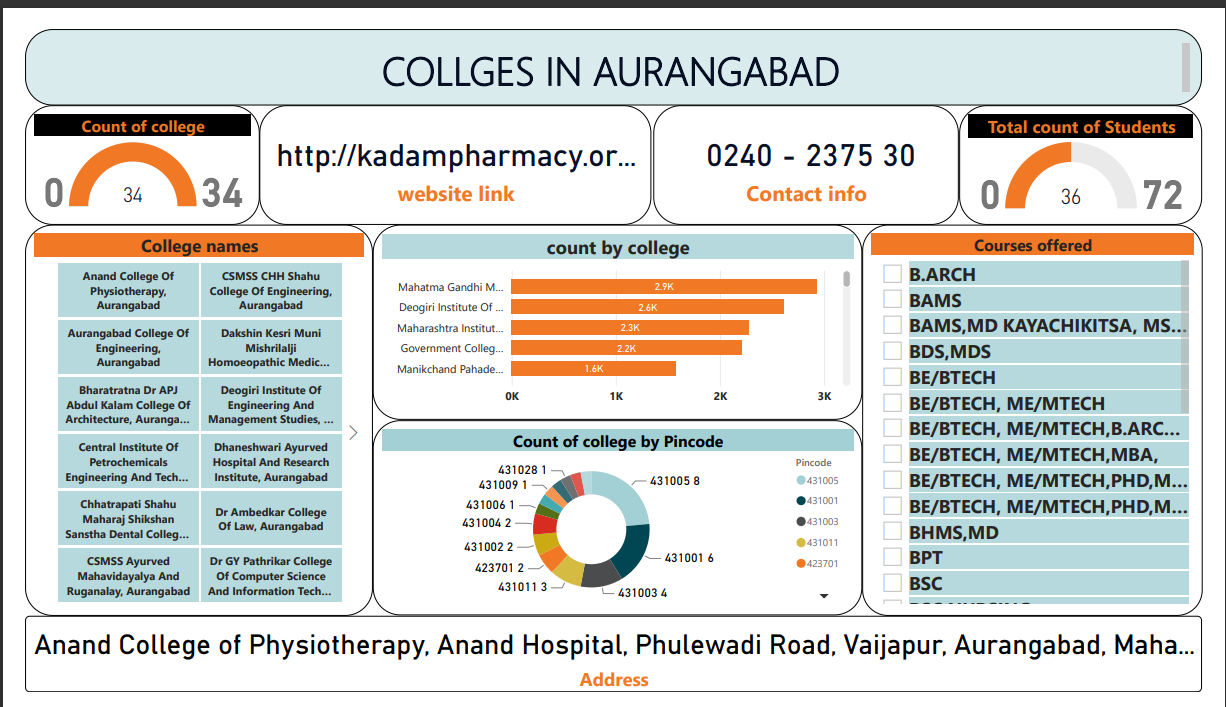 COLLGES IN AURANGABAD
Count of college
0
34
34
http://kadampharmacy.or...
website link
0240 - 2375 30
Contact info
Total count of Students
0
36
72
College names
Anand College Of
Physiotherapy,
Aurangabad
CSMSS CHH Shahu
College Of Engineering,
Aurangabad
Aurangabad College Of
Engineering,
Aurangabad
Dakshin Kesri Muni
Mishrilalji
Homoeopathic Medic...
Bharatratna Dr APJ
Abdul Kalam College Of
Architecture, Auranga...
Deogiri Institute Of
Engineering And
Management Studies, ...
Central Institute Of
Petrochemicals
Engineering And Tech...
Dhaneshwari Ayurved
Hospital And Research
Institute, Aurangabad
Chhatrapati Shahu
Maharaj Shikshan
Sanstha Dental Colleg...
Dr Ambedkar College
Of Law, Aurangabad
CSMSS Ayurved
Mahavidayalya And
Ruganalay, Aurangabad
Dr GY Pathrikar College
Of Computer Science
And Information Tech...
count by college
Mahatma Gandhi M... 2.9K
Deogiri Institute Of ... 2.6K
Maharashtra Institut... 2.3K
Government Colleg... 2.2K
Manikchand Pahade... 1.6K
0K 1K 2K 3K
Count of college by Pincode
431028 1
431009 1
431006 1
431004 2
431002 2
423701 2
431011 3
431005 8
431001 6
431003 4
Pincode
431005
431001
431003
431011
423701
Courses offered
B.ARCH
BAMS
BAMS,MD KAYACHIKITSA, MS...
BDS,MDS
BE/BTECH
BE/BTECH, ME/MTECH
BE/BTECH, ME/MTECH,B.ARC...
BE/BTECH, ME/MTECH,MBA,
BE/BTECH, ME/MTECH,PHD,M...
BE/BTECH, ME/MTECH,PHD,M...
BHMS,MD
BPT
BSC
Anand College of Physiotherapy, Anand Hospital, Phulewadi Road, Vaijapur, Aurangabad, Maha...
Address